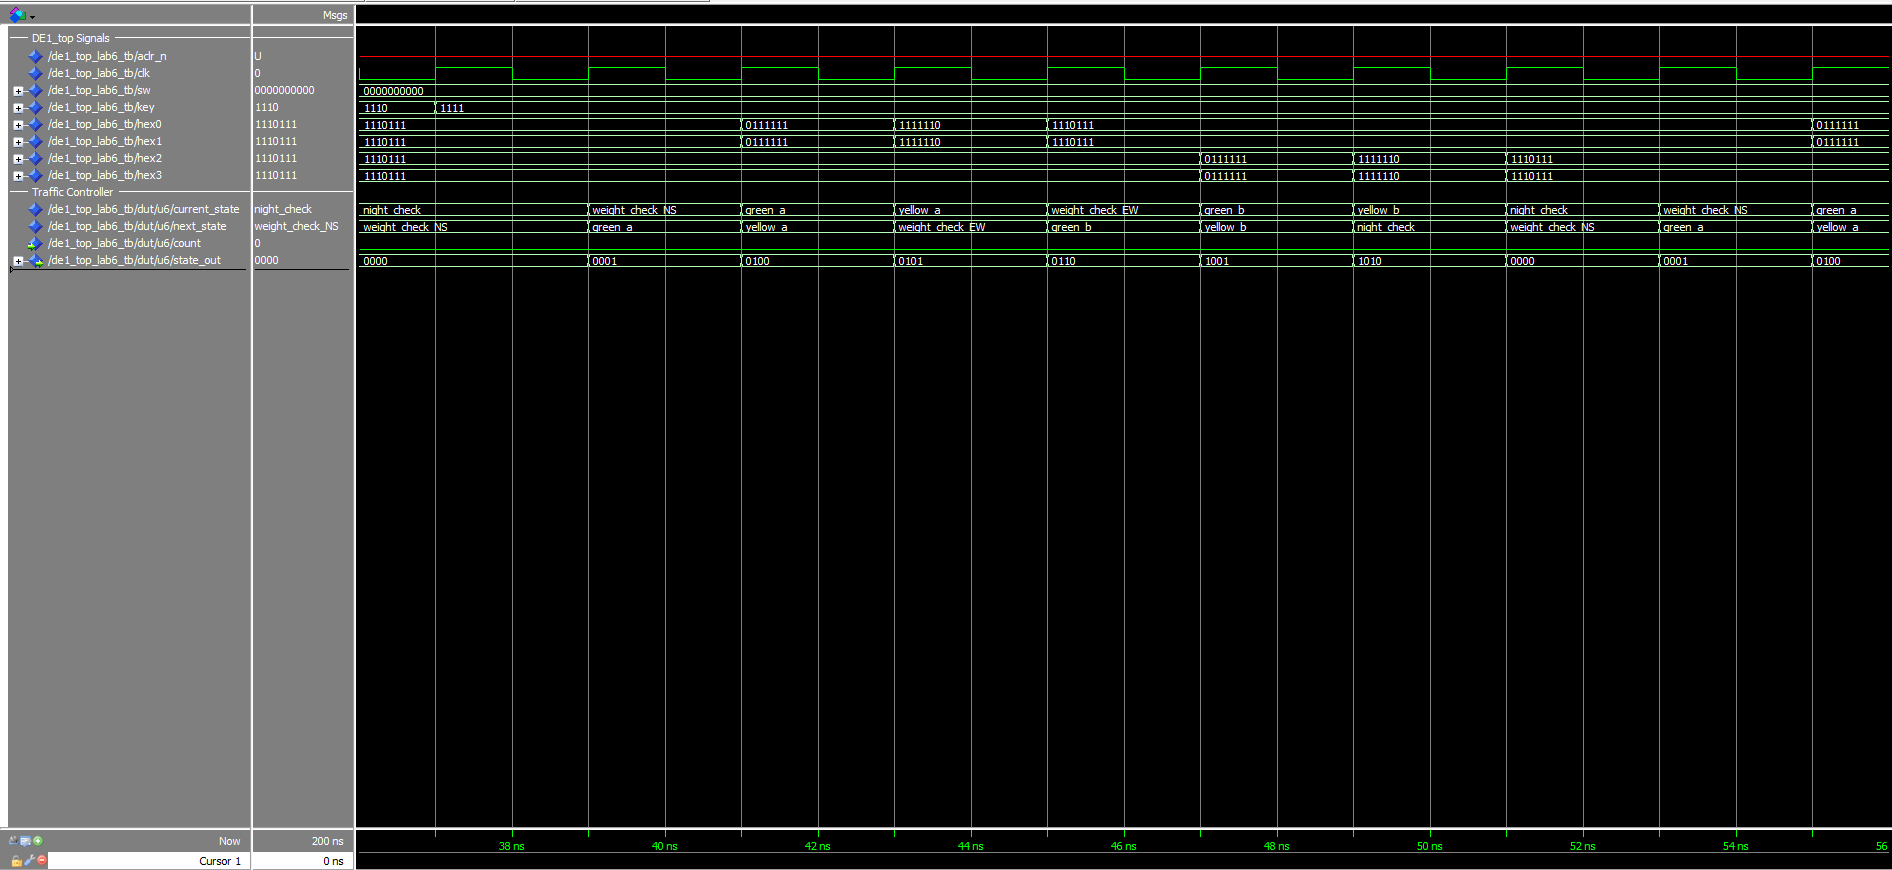 Msgs
DE1_top Signals
/de1_top_lab6_tb/aclr_n U
/de1_top_lab6_tb/clk 0
/de1_top_lab6_tb/sw 0000000000 0000000000
/de1_top_lab6_tb/key 1110 1110 1111
/de1_top_lab6_tb/hex0 1110111 1110111 0111111 1111110 1110111 0111111
/de1_top_lab6_tb/hex1 1110111 1110111 0111111 1111110 1110111 0111111
/de1_top_lab6_tb/hex2 1110111 1110111 0111111 1111110 1110111
/de1_top_lab6_tb/hex3 1110111 1110111 0111111 1111110 1110111
Traffic Controller
/de1_top_lab6_tb/dut/u6/current_state night_check night_check weight_check_NS green_a yellow_a weight_check_EW green_b yellow_b night_check weight_check_NS green_a
/de1_top_lab6_tb/dut/u6/next_state weight_check_NS weight_check_NS green_a yellow_a weight_check_EW green_b yellow_b night_check weight_check_NS green_a yellow_a
/de1_top_lab6_tb/dut/u6/count 0
/de1_top_lab6_tb/dut/u6/state_out 0000 0000 0001 0100 0101 0110 1001 1010 0000 0001 0100
Now 200 ns 38 ns 40 ns 42 ns 44 ns 46 ns 48 ns 50 ns 52 ns 54 ns 56
Cursor 1 0 ns